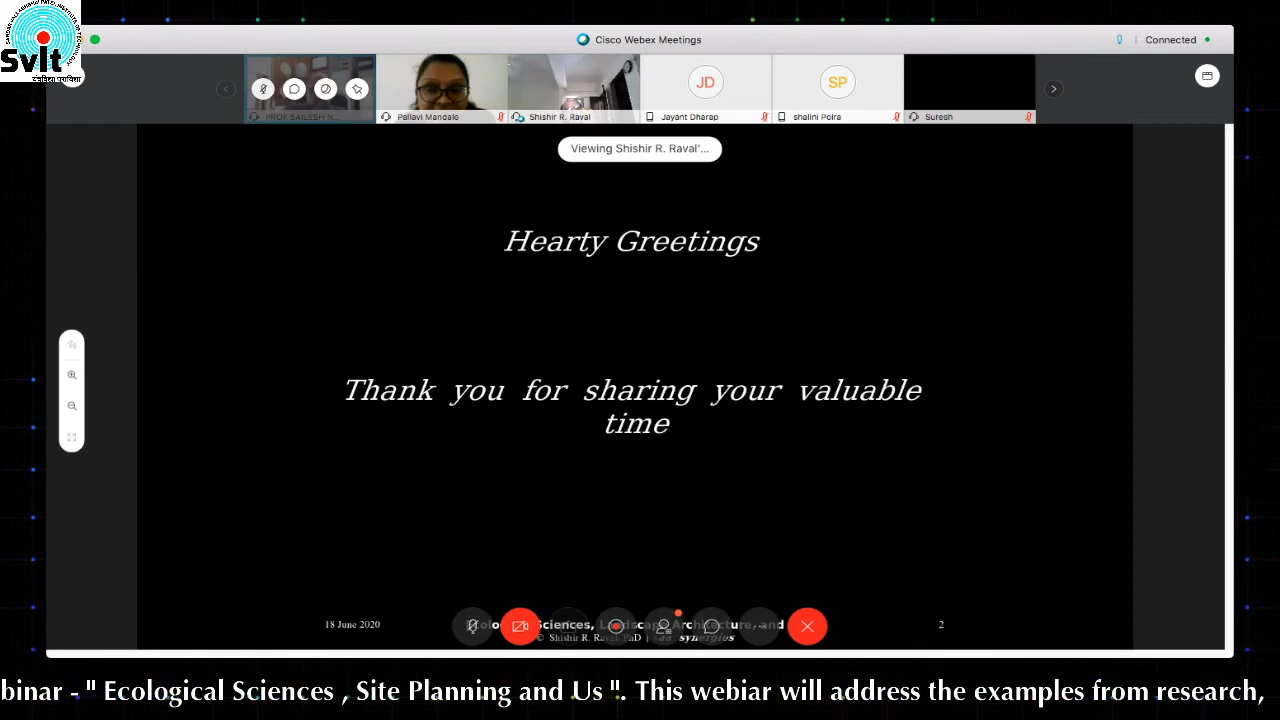 SVIT
Cisco Webex Meetings
Connected
PROF SAILESH N...
Pallavi Mandale
Shishir R. Raval
JD
Jayant Dharap
SP
shalini Polra
Suresh
Viewing Shishir R. Raval'...
Hearty Greetings
Thank you for sharing your valuable
time
18 June 2020
Sciences, Landscape Architecture, and
2
© Shishir R. Raval, PhD | synergies
binar - " Ecological Sciences , Site Planning and Us ". This webiar will address the examples from research,